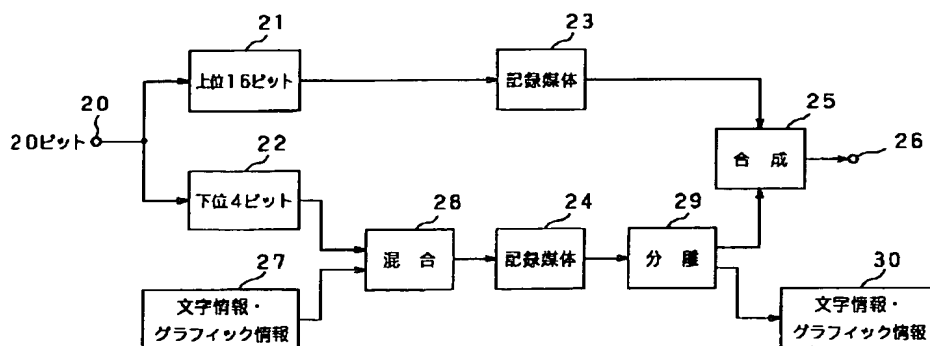 21
上位16ビット
23
記録媒体
20
20ビット
25
合 成
26
22
下位4ビット
28
混 合
24
記録媒体
29
分 離
27
文字情報・
グラフィック情報
30
文字情報・
グラフィック情報